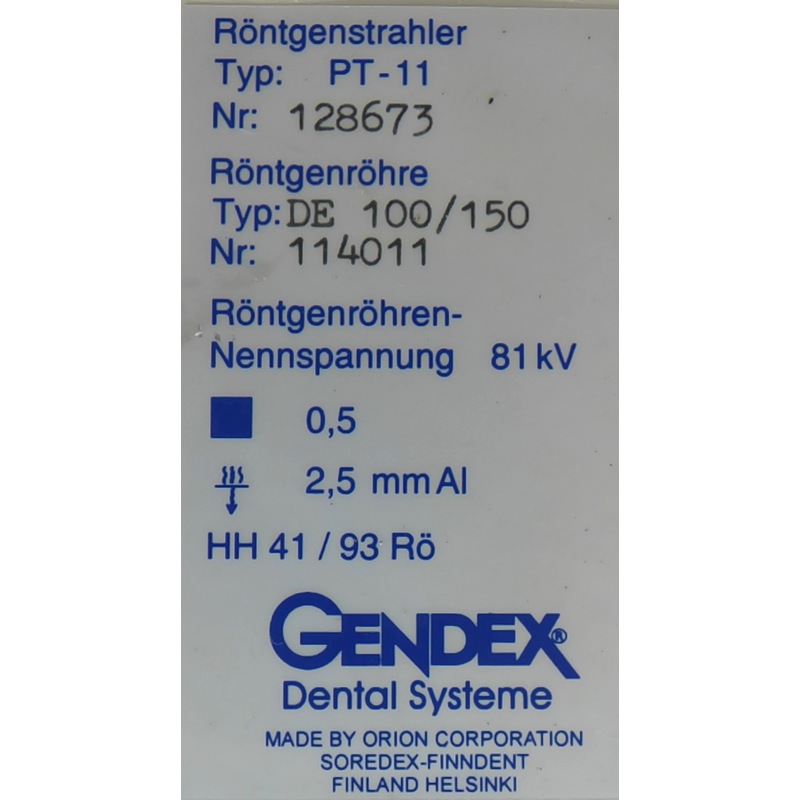 Röntgenstrahler
Typ: PT-11
Nr: 128673
Röntgenröhre
Typ: DE 100/150
Nr: 114011
Röntgenröhren-
Nennspannung 81 kV
0,5
2,5 mm Al
HH 41 / 93 Rö
GENDEX®
Dental Systeme
MADE BY ORION CORPORATION
SOREDEX-FINNDENT
FINLAND HELSINKI